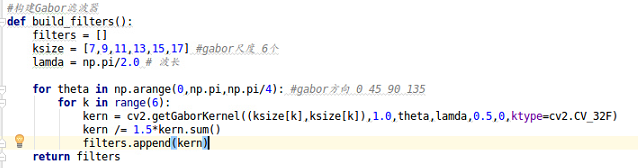 #构建Gabor滤波器
def build_filters():
    filters = []
    ksize = [7,9,11,13,15,17] #gabor尺度 6个
    lamda = np.pi/2.0 # 波长
    for theta in np.arange(0,np.pi,np.pi/4): #gabor方向 0 45 90 135
        for k in range(6):
            kern = cv2.getGaborKernel((ksize[k],ksize[k]),1.0,theta,lamda,0.5,0,ktype=cv2.CV_32F)
            kern /= 1.5*kern.sum()
            filters.append(kern)
    return filters